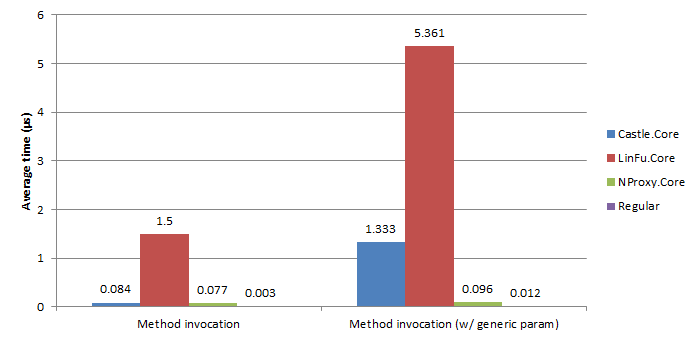 Average time (µs)
6
5
4
3
2
1
0
0.084
1.5
0.077
0.003
1.333
5.361
0.096
0.012
Method invocation
Method invocation (w/ generic param)
Castle.Core
LinFu.Core
NProxy.Core
Regular